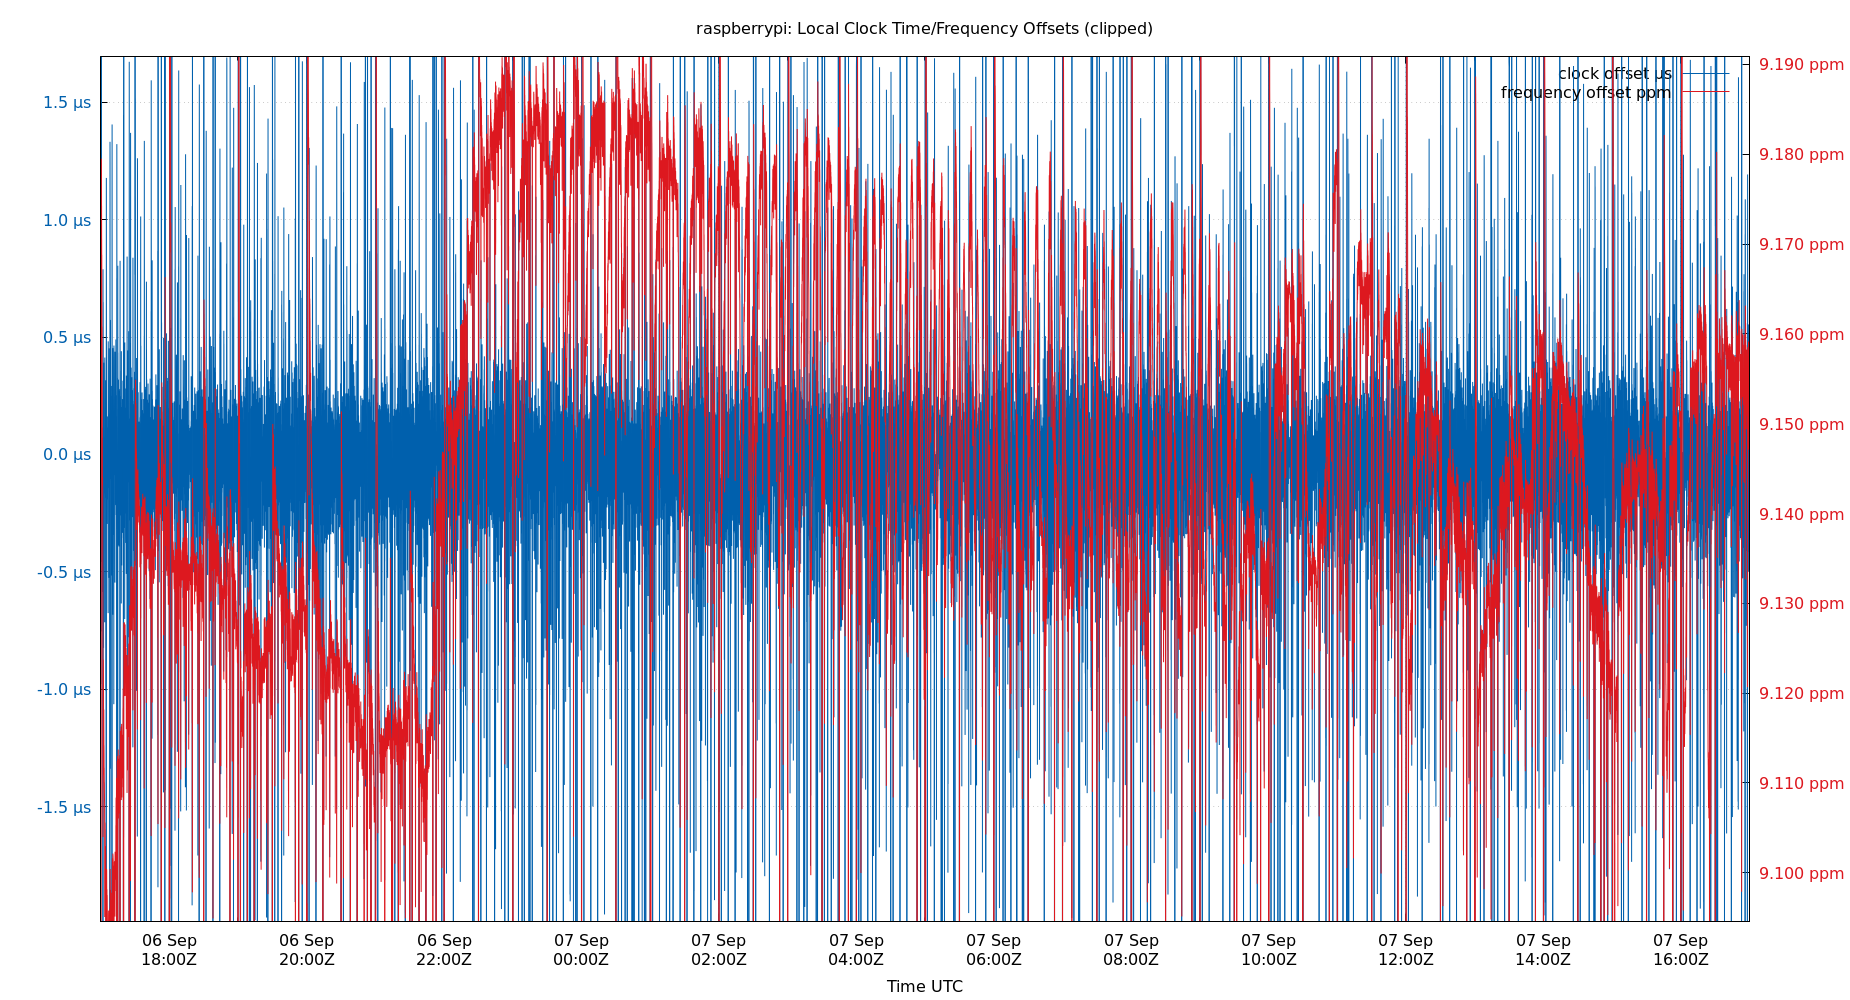 raspberrypi: Local Clock Time/Frequency Offsets (clipped)
clock offset µs
frequency offset ppm
1.5 µs
1.0 µs
0.5 µs
0.0 µs
-0.5 µs
-1.0 µs
-1.5 µs
9.190 ppm
9.180 ppm
9.170 ppm
9.160 ppm
9.150 ppm
9.140 ppm
9.130 ppm
9.120 ppm
9.110 ppm
9.100 ppm
06 Sep 06 Sep 06 Sep 07 Sep 07 Sep 07 Sep 07 Sep 07 Sep 07 Sep 07 Sep 07 Sep 07 Sep
18:00Z 20:00Z 22:00Z 00:00Z 02:00Z 04:00Z 06:00Z 08:00Z 10:00Z 12:00Z 14:00Z 16:00Z
Time UTC